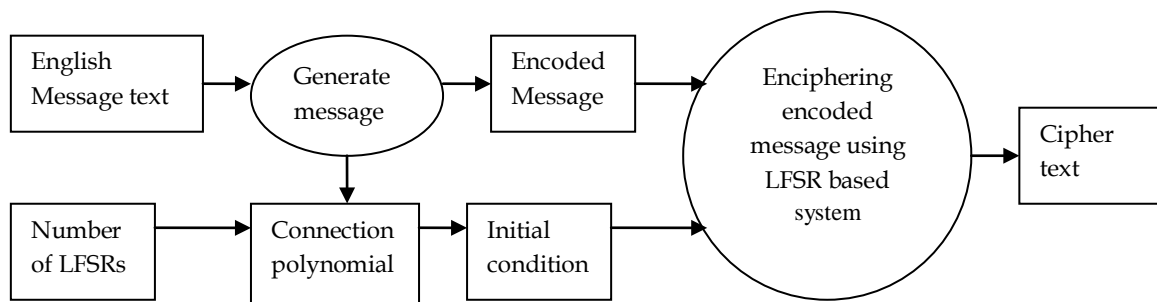 English
Message text
Generate
message
Encoded
Message
Enciphering
encoded
message using
LFSR based
system
Cipher
text
Number
of LFSRs
Connection
polynomial
Initial
condition